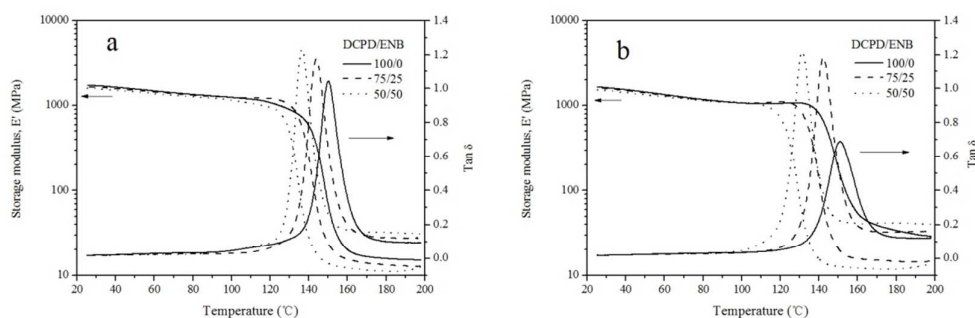 a
DCPD/ENB
100/0
75/25
50/50
Storage modulus, E' (MPa)
10000
1000
100
10
1.4
1.2
1.0
0.8
0.6
0.4
0.2
0.0
Tan δ
20 40 60 80 100 120 140 160 180 200
Temperature (℃)
b
DCPD/ENB
100/0
75/25
50/50
Storage modulus, E' (MPa)
10000
1000
100
10
1.4
1.2
1.0
0.8
0.6
0.4
0.2
0.0
Tan δ
20 40 60 80 100 120 140 160 180 200
Temperature (℃)